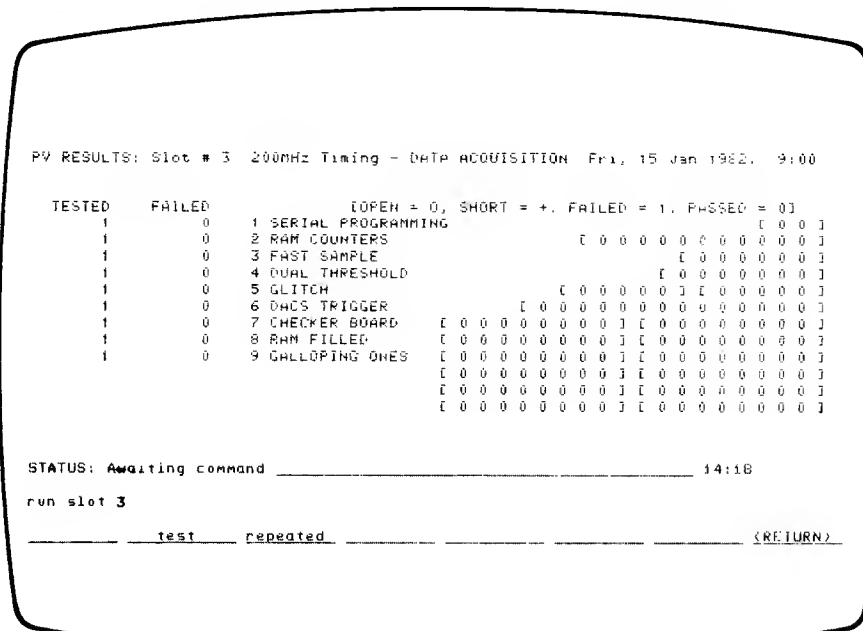 PV RESULTS: Slot # 3 200MHz Timing - DATA ACQUISITION Fri, 15 Jan 1982. 9:00
TESTED FAILED [OPEN = 0, SHORT = +, FAILED = 1, PASSED = 0]
1 0 1 SERIAL PROGRAMMING [ 0 0 ]
1 0 2 RAM COUNTERS [ 0 0 0 0 0 0 0 0 0 0 0 ]
1 0 3 FAST SAMPLE [ 0 0 0 0 0 0 ]
1 0 4 DUAL THRESHOLD [ 0 0 0 0 0 0 0 ]
1 0 5 GLITCH [ 0 0 0 0 0 ] [ 0 0 0 0 0 0 ]
1 0 6 DACS TRIGGER [ 0 0 0 0 0 0 0 0 0 0 0 0 0 0 ]
1 0 7 CHECKER BOARD [ 0 0 0 0 0 0 0 0 ] [ 0 0 0 0 0 0 0 0 ]
1 0 8 RAM FILLED [ 0 0 0 0 0 0 0 0 ] [ 0 0 0 0 0 0 0 0 ]
1 0 9 GALLOPING ONES [ 0 0 0 0 0 0 0 0 ] [ 0 0 0 0 0 0 0 0 ]
[ 0 0 0 0 0 0 0 0 ] [ 0 0 0 0 0 0 0 0 ]
[ 0 0 0 0 0 0 0 0 ] [ 0 0 0 0 0 0 0 0 ]
[ 0 0 0 0 0 0 0 0 ] [ 0 0 0 0 0 0 0 0 ]
STATUS: Awaiting command 14:18
run slot 3
test repeated <RETURN>